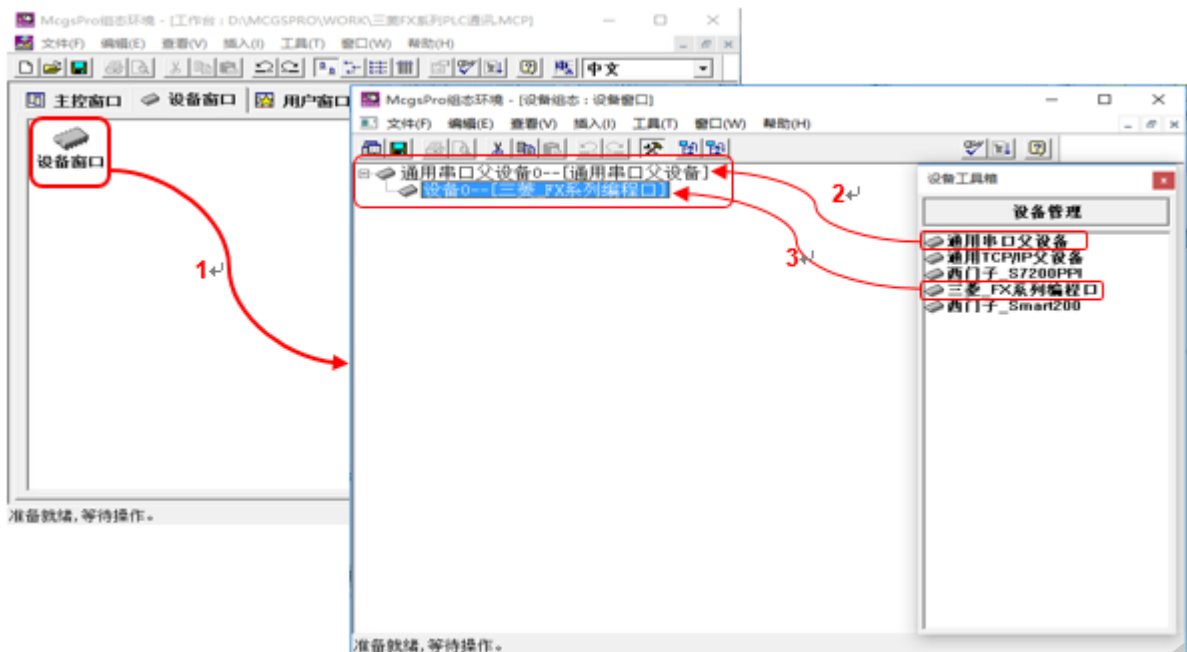 McgsPro组态环境 - [工作台 : D:\MCGSPRO\WORK\三菱FX系列PLC通讯.MCP]
文件(F) 编辑(E) 查看(V) 插入(I) 工具(T) 窗口(W) 帮助(H)
中文
主控窗口 设备窗口 用户窗口
设备窗口
1
准备就绪,等待操作。
McgsPro组态环境 - [设备组态 : 设备窗口]
文件(F) 编辑(E) 查看(V) 插入(I) 工具(T) 窗口(W) 帮助(H)
通用串口父设备0--[通用串口父设备]
设备0--[三菱_FX系列编程口]
2
3
设备工具箱
设备管理
通用串口父设备
通用TCP/IP父设备
西门子_S7200PPI
三菱_FX系列编程口
西门子_Smart200
准备就绪,等待操作。